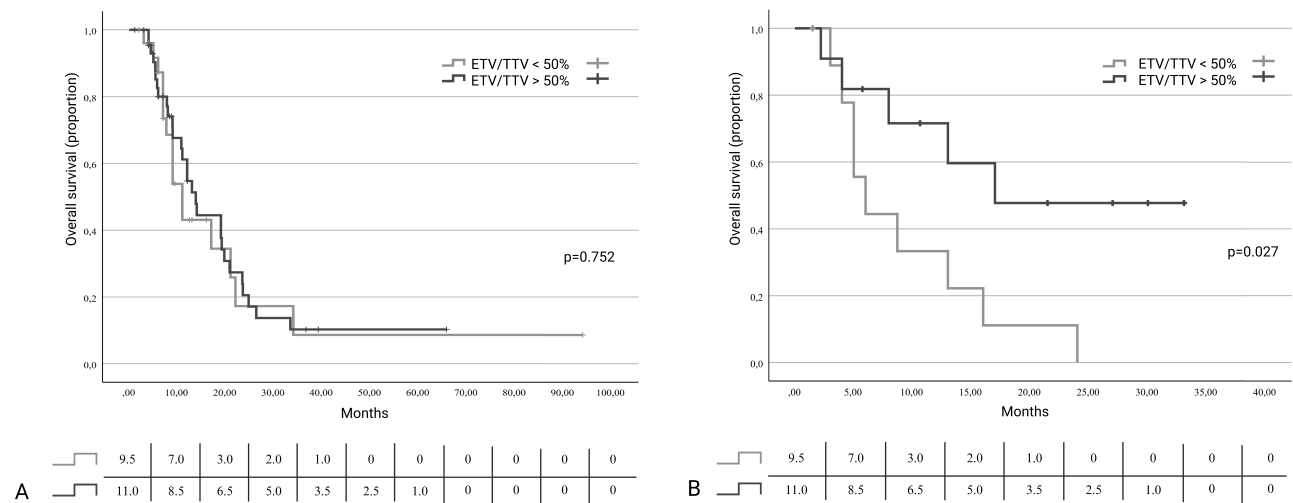 Overall survival (proportion)
1,0
0,8
0,6
0,4
0,2
0,0
ETV/TTV < 50%
ETV/TTV > 50%
p=0.752
,00 10,00 20,00 30,00 40,00 50,00 60,00 70,00 80,00 90,00 100,00
Months
9.5 7.0 3.0 2.0 1.0 0 0 0 0
11.0 8.5 6.5 5.0 3.5 2.5 1.0 0 0 0
A
Overall survival (proportion)
1,0
0,8
0,6
0,4
0,2
0,0
ETV/TTV < 50%
ETV/TTV > 50%
p=0.027
,00 5,00 10,00 15,00 20,00 25,00 30,00 35,00 40,00
Months
9.5 7.0 3.0 2.0 1.0 0 0 0 0
11.0 8.5 6.5 5.0 3.5 2.5 1.0 0 0
B